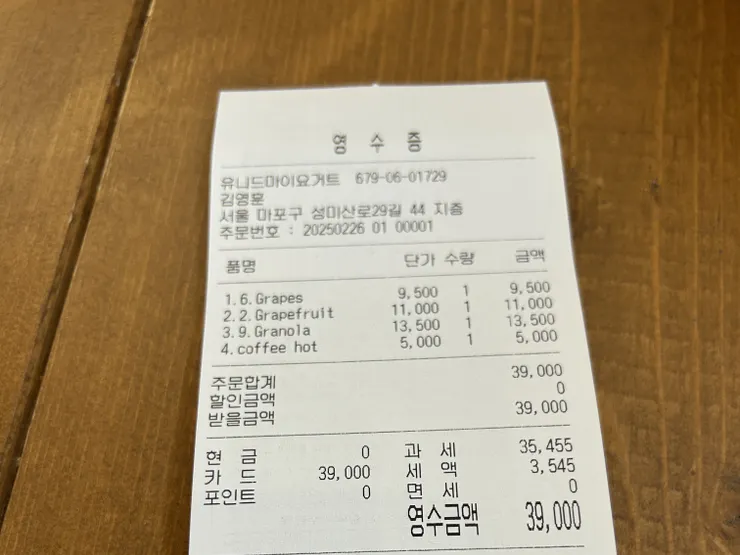 영 수 증
유니드마이요거트 679-06-01729
김영훈
서울 마포구 성미산로29길 44 지층
주문번호 : 20250226 01 00001
품명 단가 수량 금액
1.6.Grapes 9,500 1 9,500
2.2.Grapefruit 11,000 1 11,000
3.9.Granola 13,500 1 13,500
4.coffee hot 5,000 1 5,000
주문합계 39,000
할인금액 0
받을금액 39,000
현 금 0 과 세 35,455
카 드 39,000 세 액 3,545
포인트 0 면 세 0
영수금액 39,000